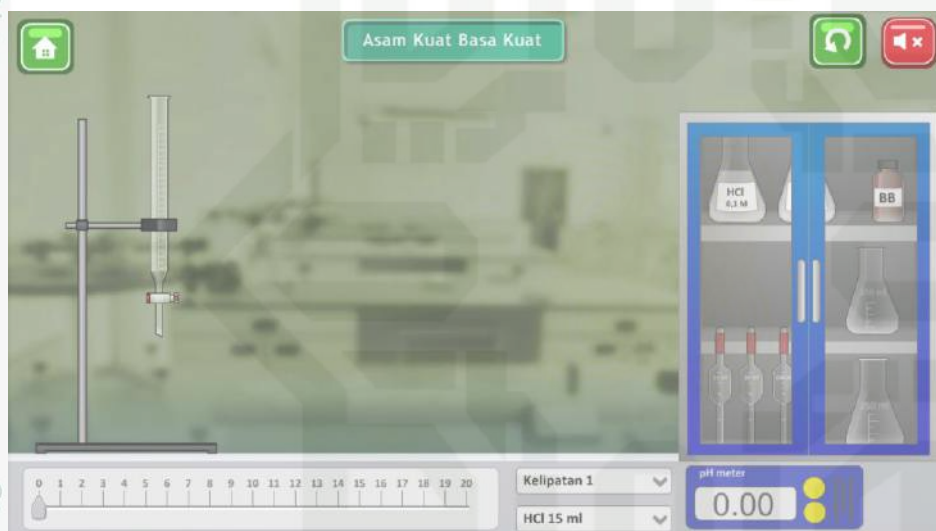 Asam Kuat Basa Kuat
HCl
0,1 M
BB
0 1 2 3 4 5 6 7 8 9 10 11 12 13 14 15 16 17 18 19 20
Kelipatan 1
HCl 15 ml
pH meter
0.00